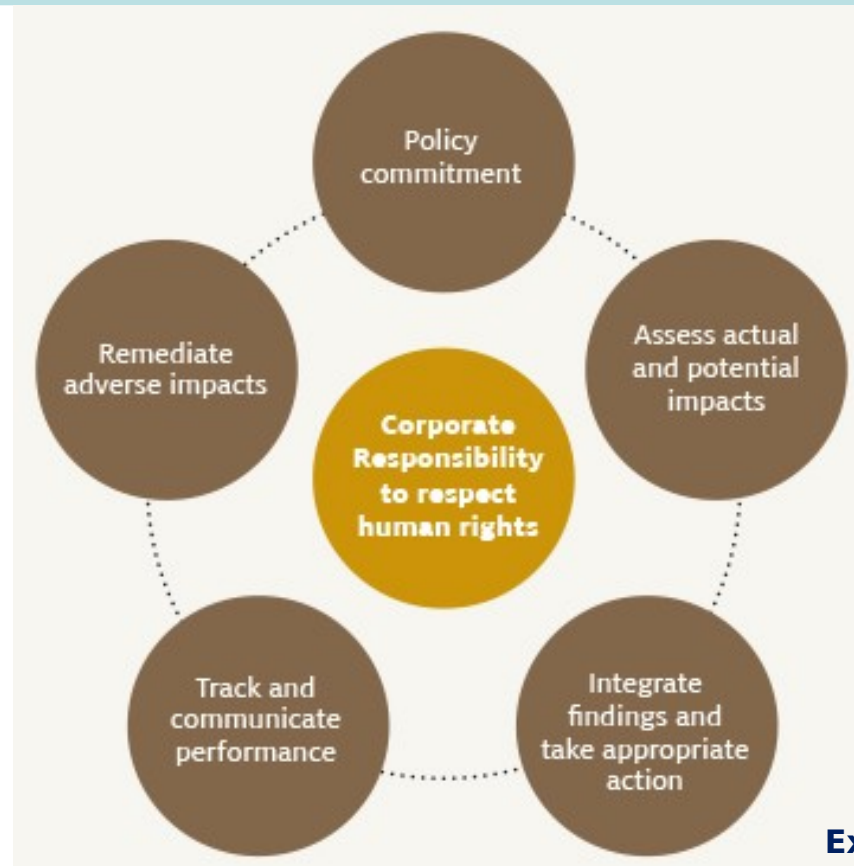 Policy
commitment
Assess actual
and potential
impacts
Integrate
findings and
take appropriate
action
Track and
communicate
performance
Remediate
adverse impacts
Corporate
Responsibility
to respect
human rights